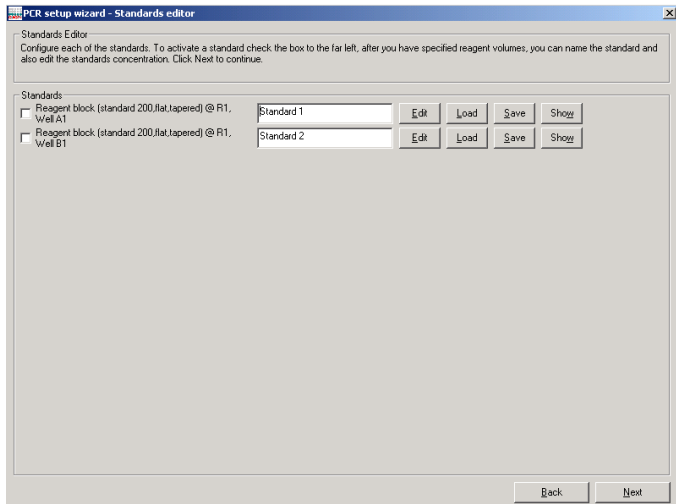 PCR setup wizard - Standards editor
Standards Editor
Configure each of the standards. To activate a standard check the box to the far left, after you have specified reagent volumes, you can name the standard and
also edit the standards concentration. Click Next to continue.
Standards
Reagent block (standard 200,flat,tapered) @ R1,
Well A1
Standard 1
Edit
Load
Save
Show
Reagent block (standard 200,flat,tapered) @ R1,
Well B1
Standard 2
Edit
Load
Save
Show
Back
Next